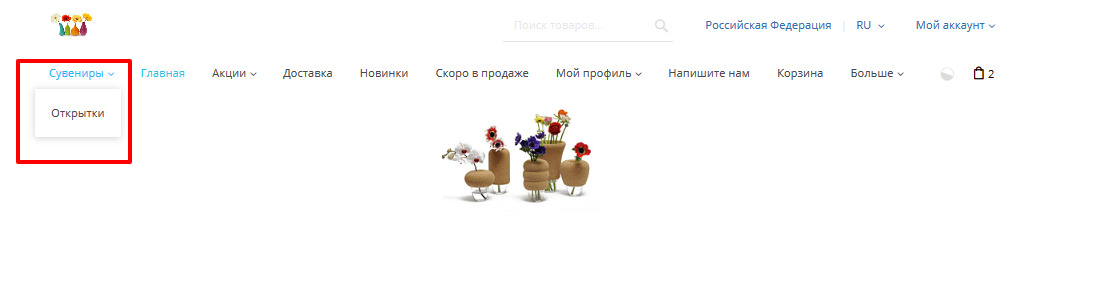 Поиск товаров... Российская Федерация | RU Мой аккаунт
Сувениры Главная Акции Доставка Новинки Скоро в продаже Мой профиль Напишите нам Корзина Больше 2
Открытки